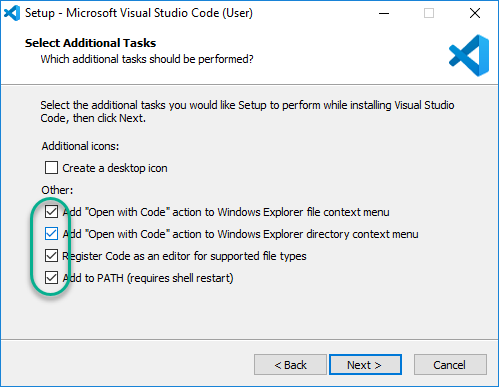 Setup - Microsoft Visual Studio Code (User)
Select Additional Tasks
Which additional tasks should be performed?
Select the additional tasks you would like Setup to perform while installing Visual Studio
Code, then click Next.
Additional icons:
Create a desktop icon
Other:
Add "Open with Code" action to Windows Explorer file context menu
Add "Open with Code" action to Windows Explorer directory context menu
Register Code as an editor for supported file types
Add to PATH (requires shell restart)
< Back
Next >
Cancel